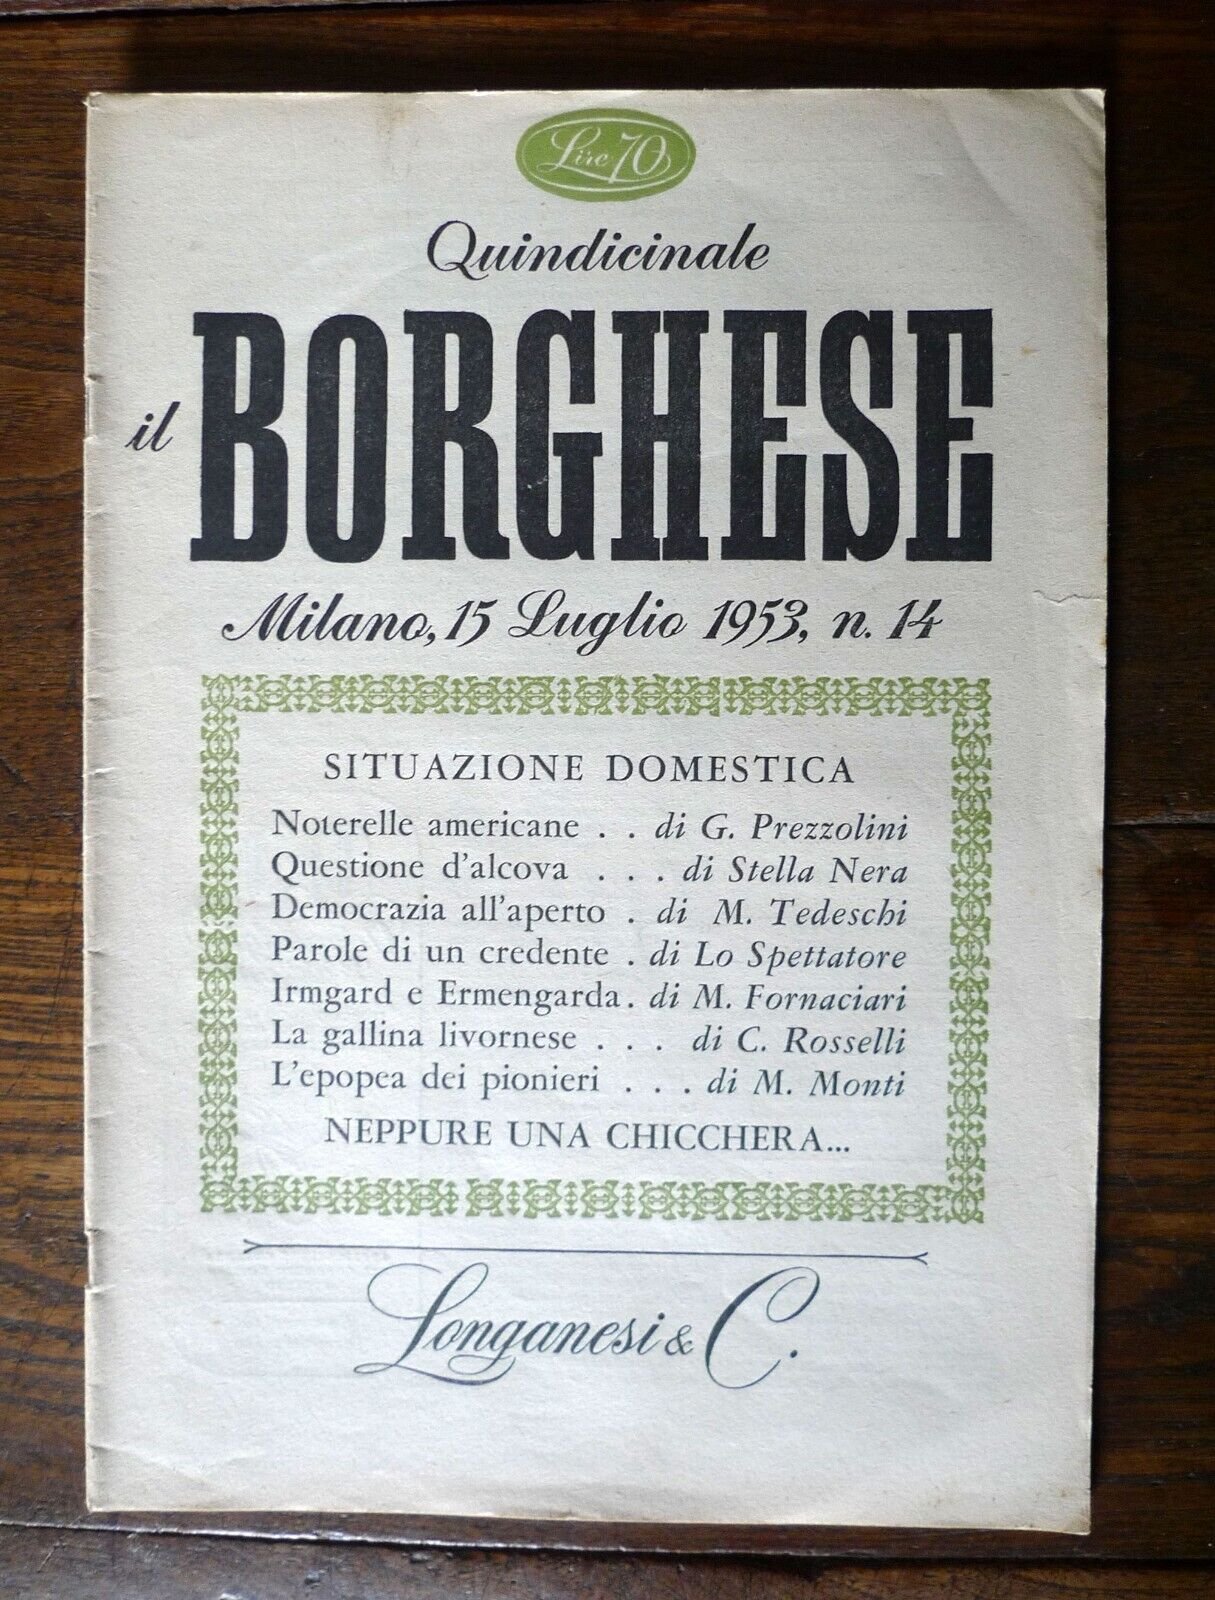 Lire 70
Quindicinale
il BORGHESE
Milano, 15 Luglio 1953, n. 14
SITUAZIONE DOMESTICA
Noterelle americane . . di G. Prezzolini
Questione d'alcova . . . di Stella Nera
Democrazia all'aperto . di M. Tedeschi
Parole di un credente . di Lo Spettatore
Irmgard e Ermengarda . di M. Fornaciari
La gallina livornese . . . di C. Rosselli
L'epopea dei pionieri . . . di M. Monti
NEPPURE UNA CHICCHERA...
Longanesi & C.